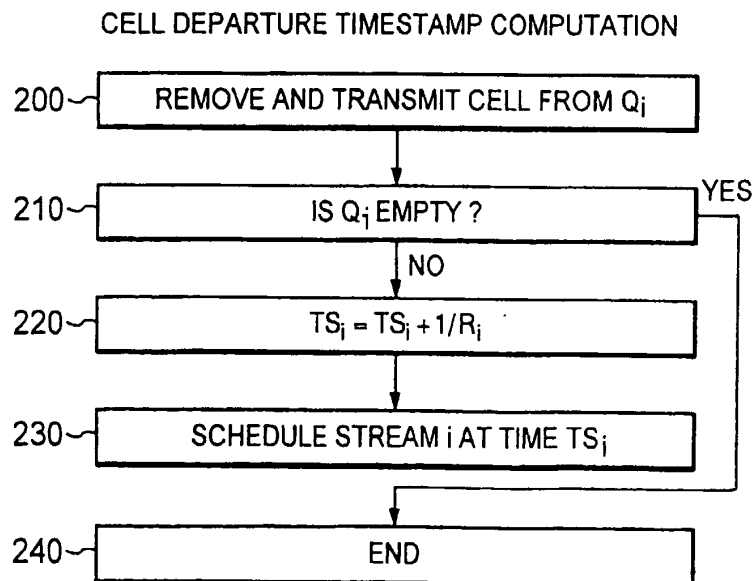 CELL DEPARTURE TIMESTAMP COMPUTATION
200 REMOVE AND TRANSMIT CELL FROM Qi
210 IS Qi EMPTY ?
YES
NO
220 TSi = TSi + 1/Ri
230 SCHEDULE STREAM i AT TIME TSi
240 END